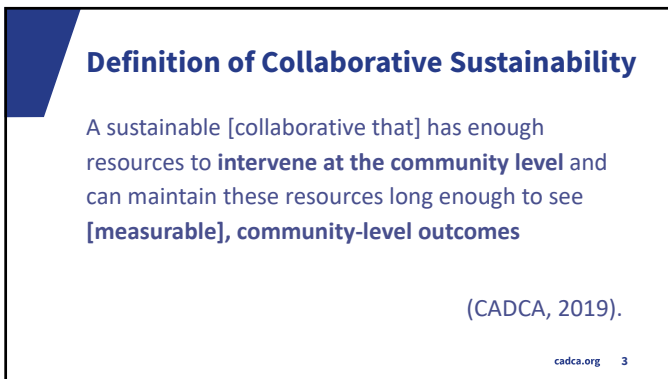 Definition of Collaborative Sustainability
A sustainable [collaborative that] has enough
resources to intervene at the community level and
can maintain these resources long enough to see
[measurable], community-level outcomes
(CADCA, 2019).
cadca.org 3